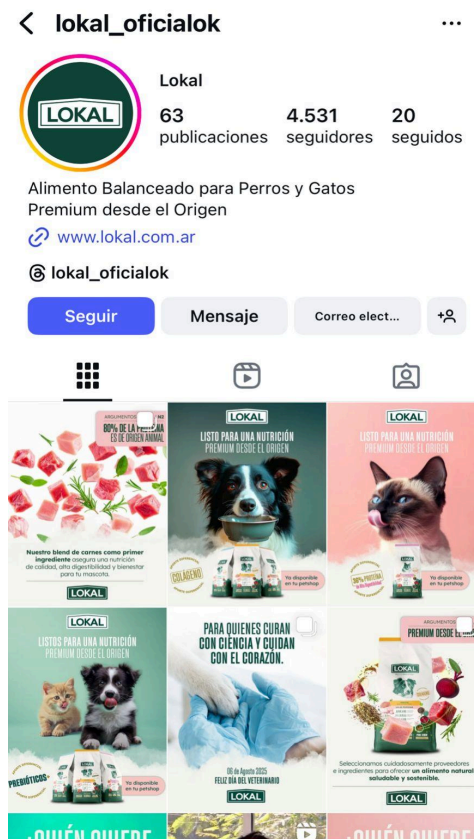 lokal_oficialok
LOKAL
Lokal
63
4.531
20
publicaciones
seguidores
seguidos
Alimento Balanceado para Perros y Gatos
Premium desde el Origen
www.lokal.com.ar
lokal_oficialok
Seguir
Mensaje
Correo elect...
ARGUMENTOS
80% DE LA
ES DE ORIGEN ANIMAL
Nuestro blend de carnes como primer
ingrediente asegura una nutrición
de calidad, alta digestibilidad y bienestar
para tu mascota.
LOKAL
LOKAL
LISTO PARA UNA NUTRICIÓN
PREMIUM DESDE EL ORIGEN
COLÁGENO
Ya disponible
en tu petshop
LOKAL
LISTO PARA UNA NUTRICIÓN
PREMIUM DESDE EL ORIGEN
Ya disponible
en tu petshop
LOKAL
LISTOS PARA UNA NUTRICIÓN
PREMIUM DESDE EL ORIGEN
PREBIÓTICOS
Ya disponible
en tu petshop
PARA QUIENES CURAN
CON CIENCIA Y CUIDAN
CON EL CORAZÓN.
06 de Agosto 2025
FELIZ DÍA DEL VETERINARIO
LOKAL
ARGUMENTOS
PREMIUM DESDE EL
LOKAL
Seleccionamos cuidadosamente proveedores
e ingredientes para ofrecer un alimento natural
saludable y sostenible.
LOKAL
¿QUIÉN QUIERE
¿QUIÉN QUIERE